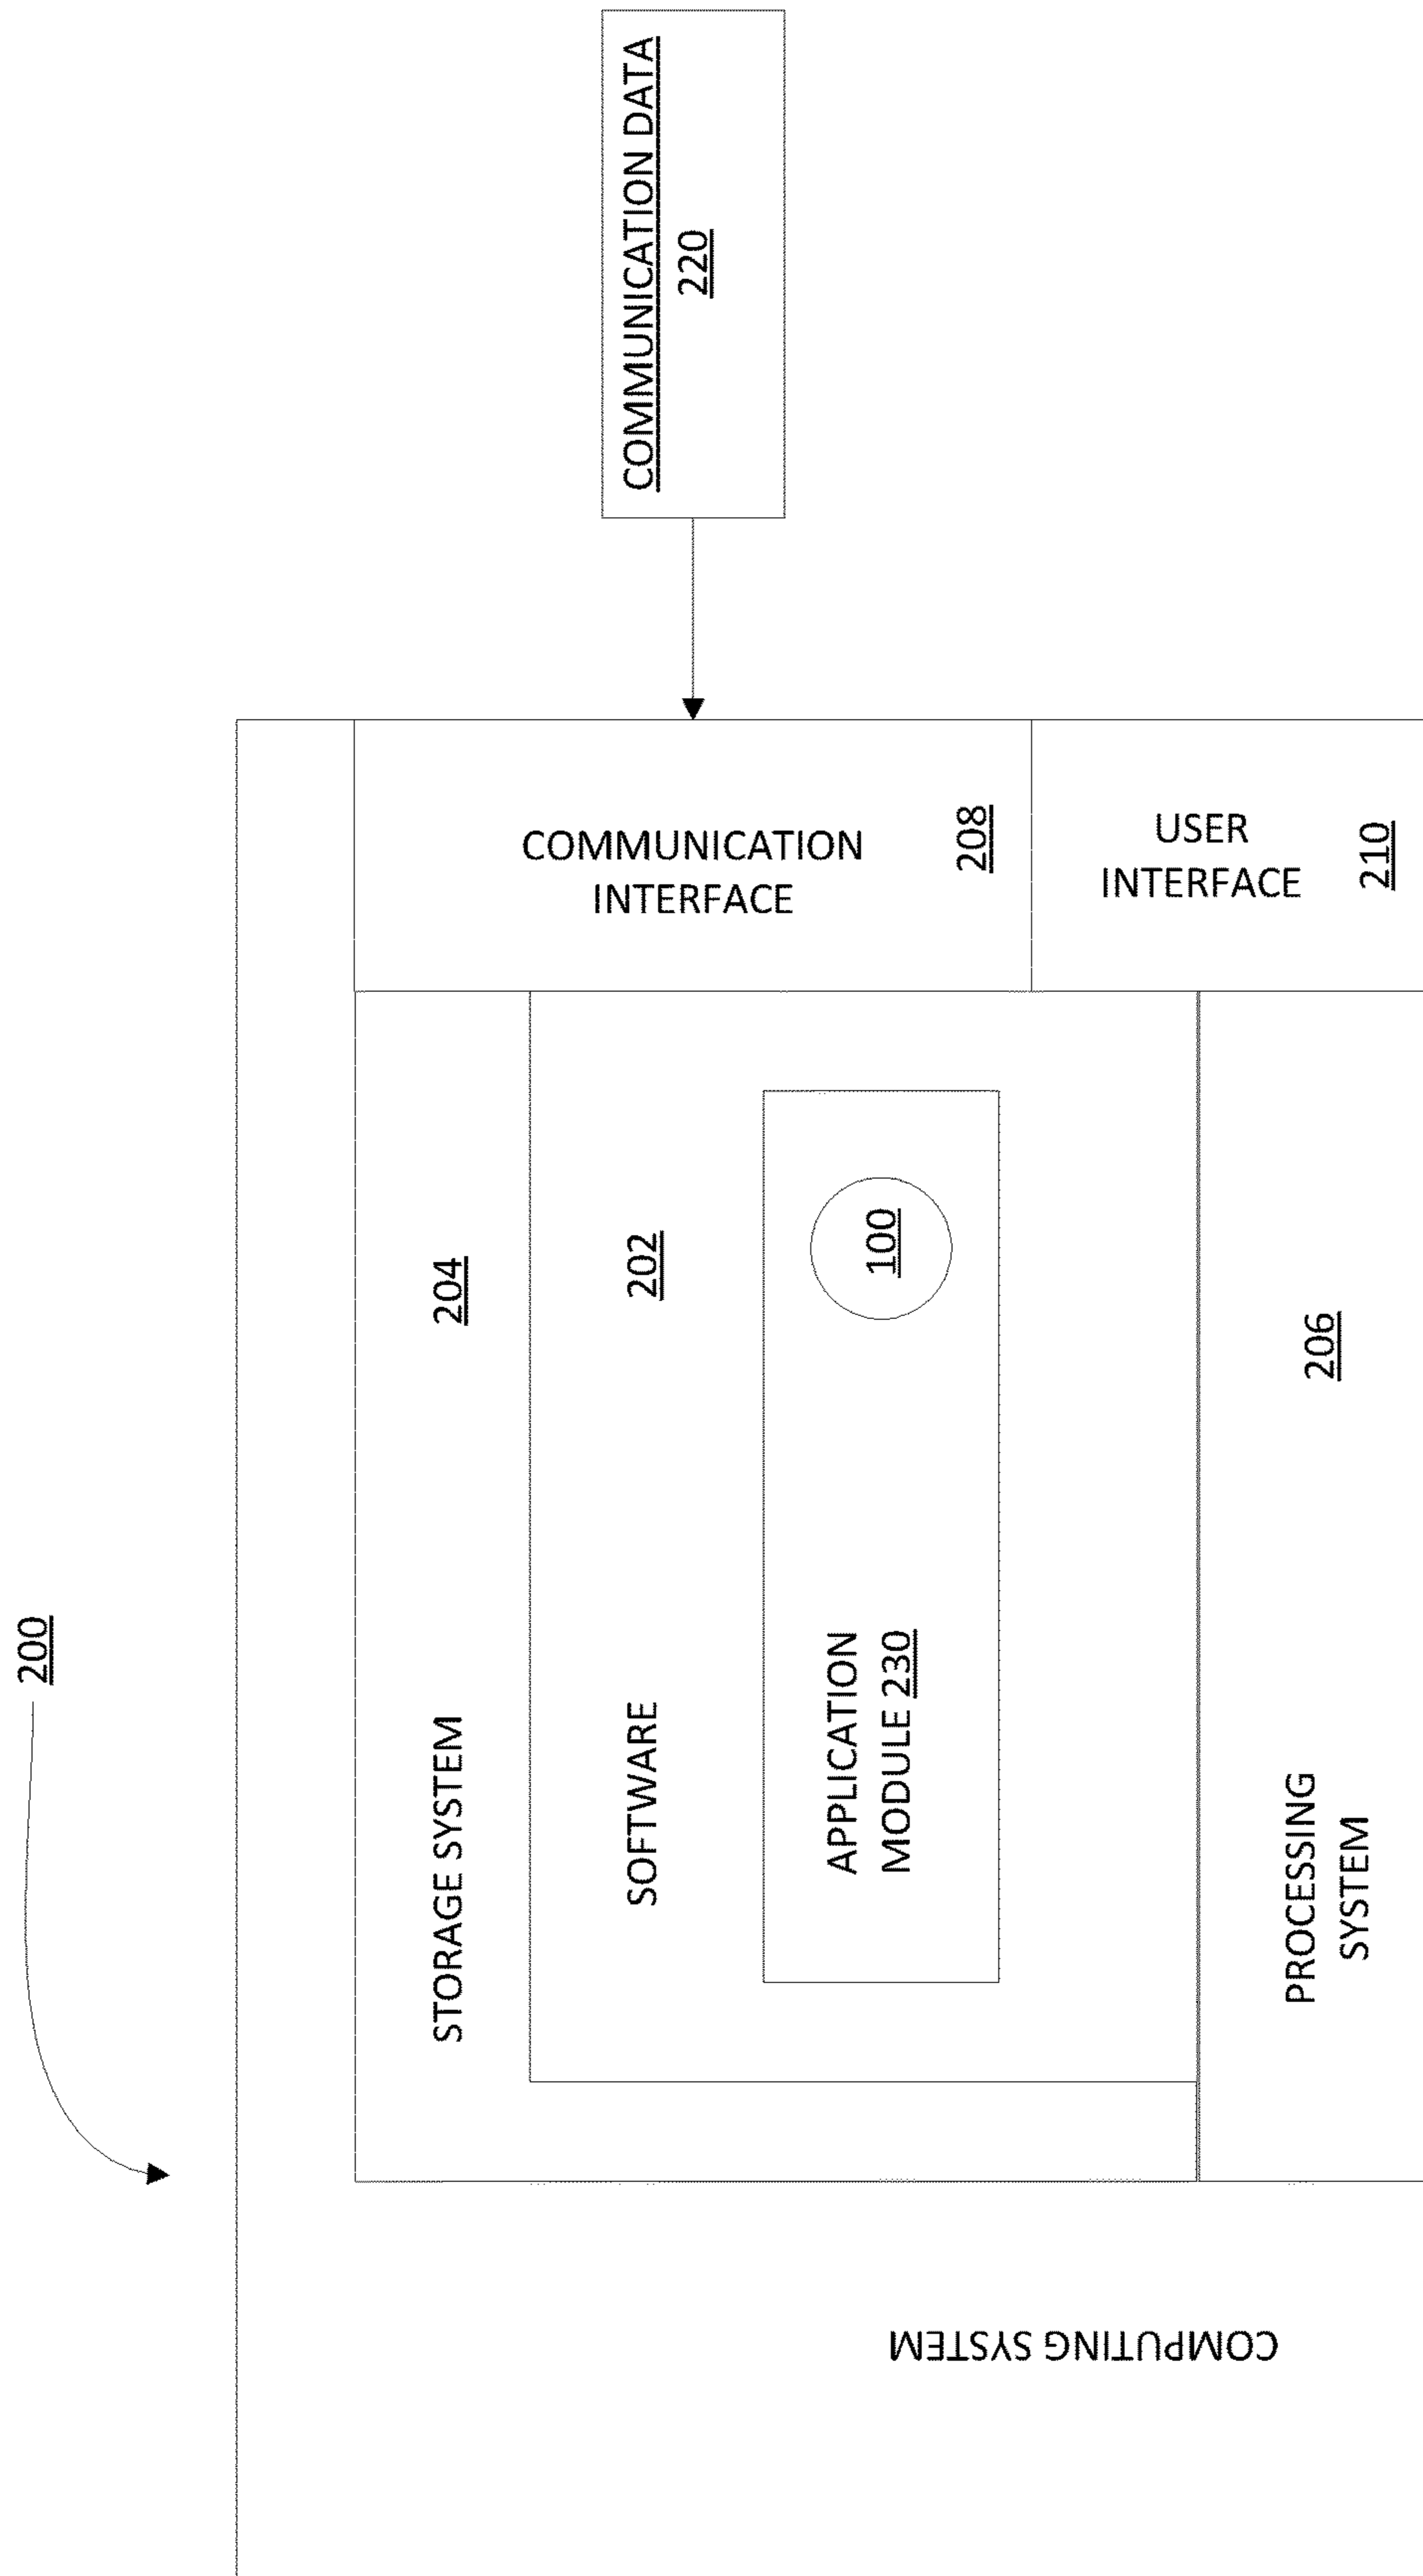 200
COMPUTING SYSTEM
STORAGE SYSTEM
204
SOFTWARE
202
APPLICATION
MODULE 230
100
PROCESSING
SYSTEM
206
COMMUNICATION
INTERFACE
208
USER
INTERFACE
210
COMMUNICATION DATA
220